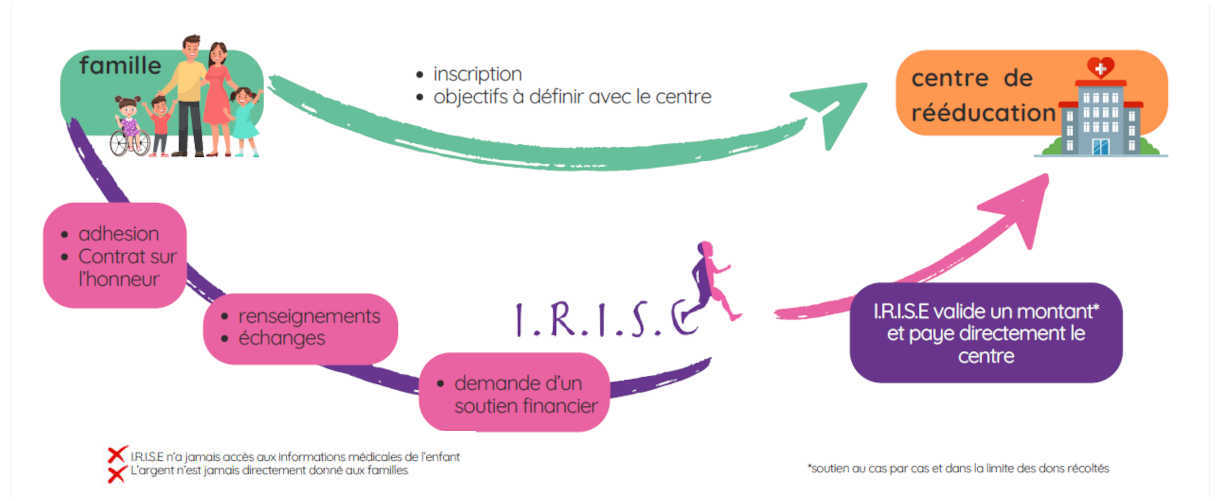 famille
• inscription
• objectifs à définir avec le centre
centre de
rééducation
• adhesion
• Contrat sur
l'honneur
• renseignements
• échanges
I.R.I.S.E
• demande d'un
soutien financier
I.R.I.S.E valide un montant*
et paye directement le
centre
I.R.I.S.E n'a jamais accès aux informations médicales de l'enfant
L'argent n'est jamais directement donné aux familles
*soutien au cas par cas et dans la limite des dons récoltés